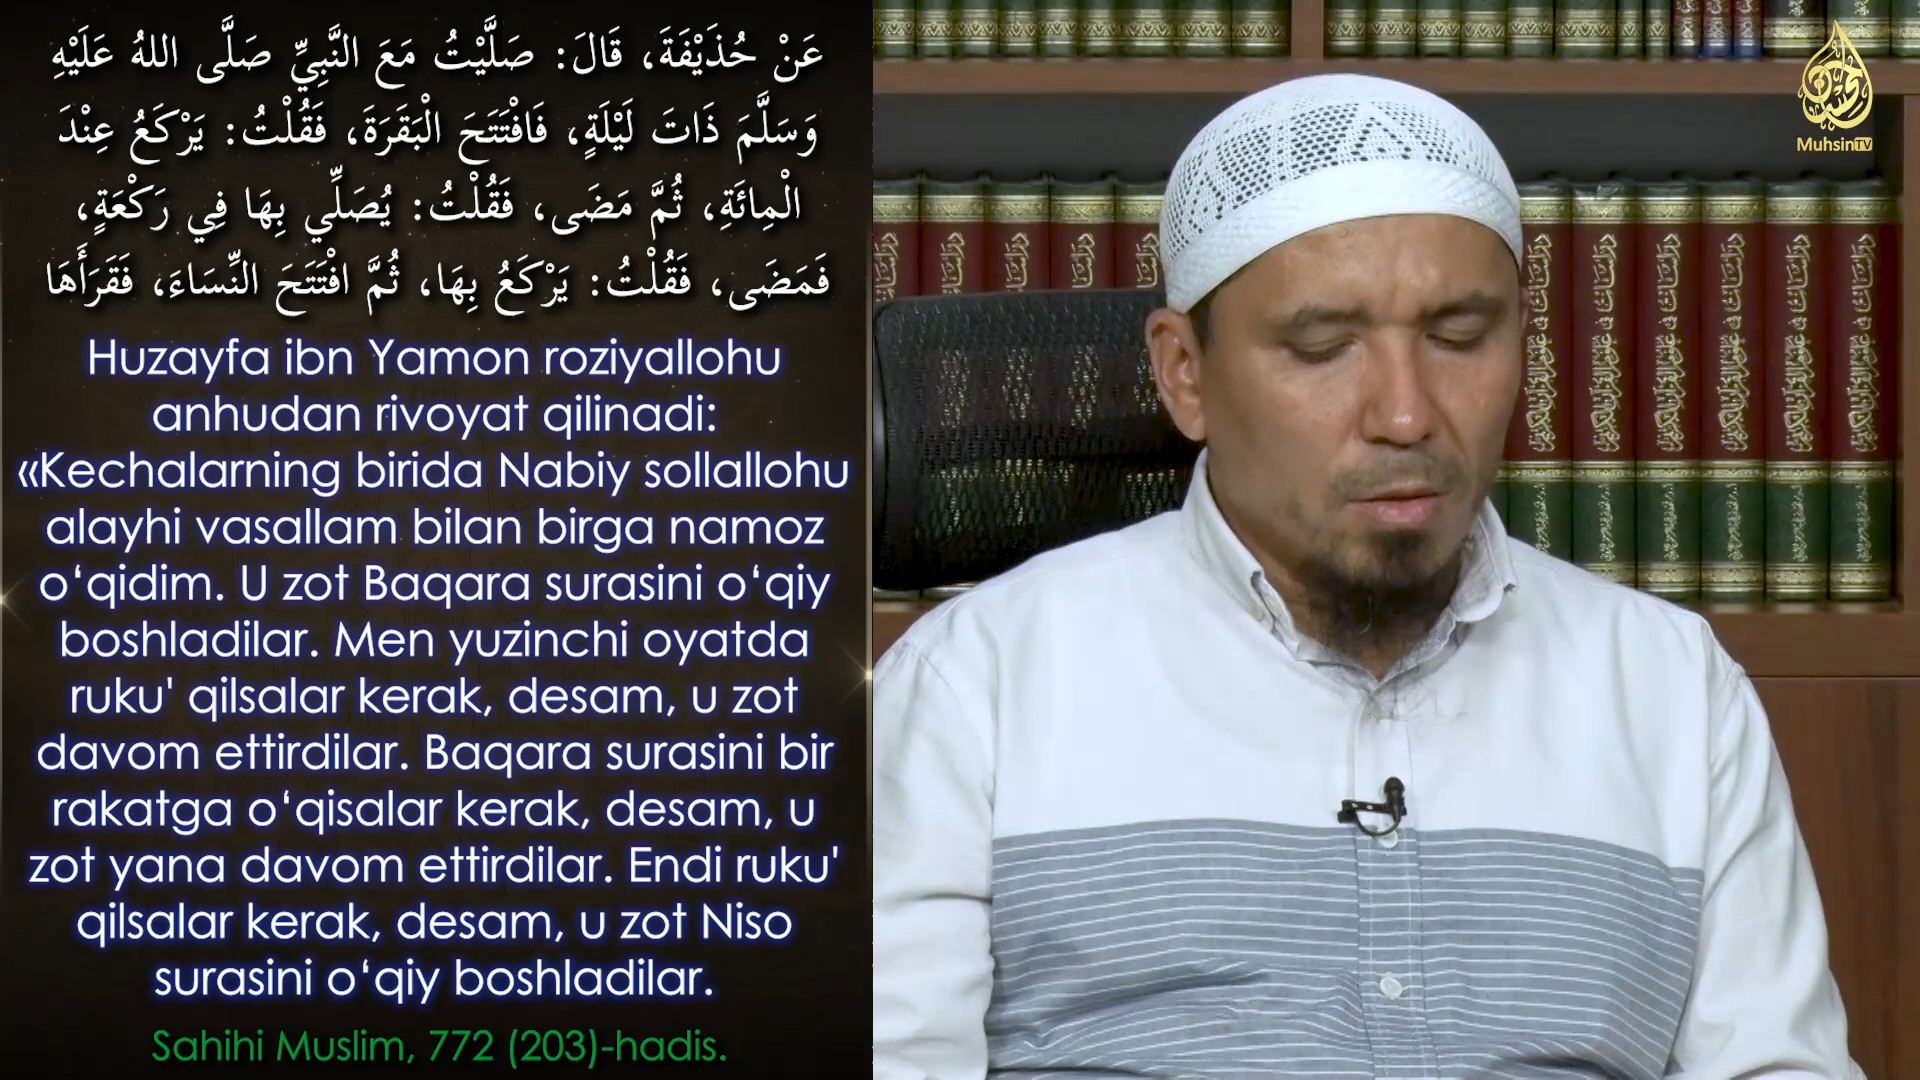 عَنْ حُذَيْفَةَ، قَالَ: صَلَّيْتُ مَعَ النَّبِيِّ صَلَّى اللهُ عَلَيْهِ
وَسَلَّمَ ذَاتَ لَيْلَةٍ، فَافْتَتَحَ الْبَقَرَةَ، فَقُلْتُ: يَرْكَعُ عِنْدَ
الْمِائَةِ، ثُمَّ مَضَى، فَقُلْتُ: يُصَلِّي بِهَا فِي رَكْعَةٍ،
فَمَضَى، فَقُلْتُ: يَرْكَعُ بِهَا، ثُمَّ افْتَتَحَ النِّسَاءَ، فَقَرَأَهَا
Huzayfa ibn Yamon roziyallohu
anhudan rivoyat qilinadi:
«Kechalarning birida Nabiy sollallohu
alayhi vasallam bilan birga namoz
o‘qidim. U zot Baqara surasini o‘qiy
boshladilar. Men yuzinchi oyatda
ruku' qilsalar kerak, desam, u zot
davom ettirdilar. Baqara surasini bir
rakatga o‘qisalar kerak, desam, u
zot yana davom ettirdilar. Endi ruku'
qilsalar kerak, desam, u zot Niso
surasini o‘qiy boshladilar.
Sahihi Muslim, 772 (203)-hadis.
MuhsinTV